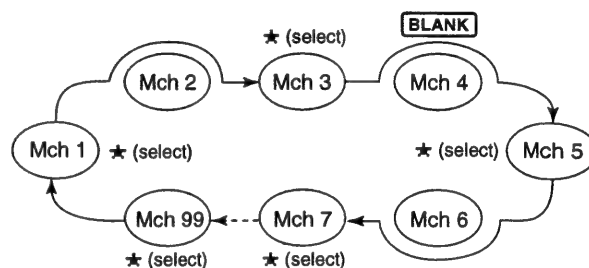 ★ (select)
BLANK
Mch 2
Mch 3
Mch 4
Mch 1
★ (select)
★ (select)
Mch 5
Mch 99
Mch 7
Mch 6
★ (select)
★ (select)